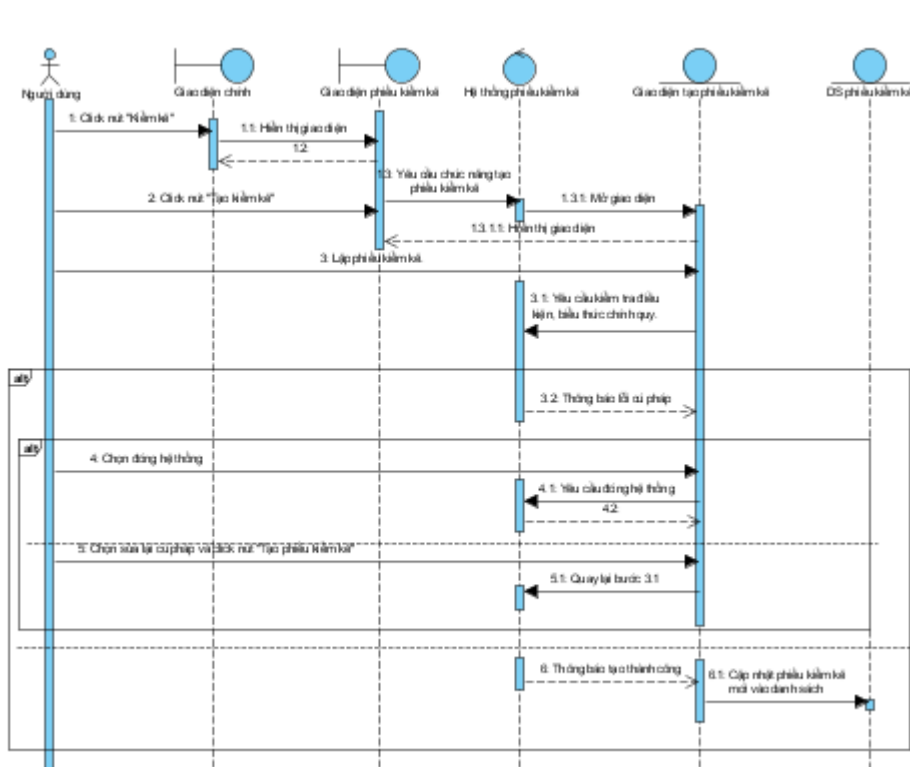 Người dùng
Giao diện chính
Giao diện phiếu kiểm kê
Hệ thống phiếu kiểm kê
Giao diện tạo phiếu kiểm kê
DS phiếu kiểm kê
1: Click nút "Kiểm kê"
1.1: Hiển thị giao diện
1.2:
1.3: Yêu cầu chức năng tạo
phiếu kiểm kê
2: Click nút "Tạo kiểm kê"
1.3.1: Mở giao diện
1.3.1.1: Hiển thị giao diện
3: Lập phiếu kiểm kê
3.1: Yêu cầu kiểm tra điều
kiện, biểu thức chính quy.
alt
3.2: Thông báo lỗi cú pháp
alt
4: Chọn đóng hệ thống
4.1: Yêu cầu đóng hệ thống
4.2:
5: Chọn sửa lại cú pháp và click nút "Tạo phiếu kiểm kê"
5.1: Quay lại bước 3.1
6: Thông báo tạo thành công
6.1: Cập nhật phiếu kiểm kê
mới vào danh sách